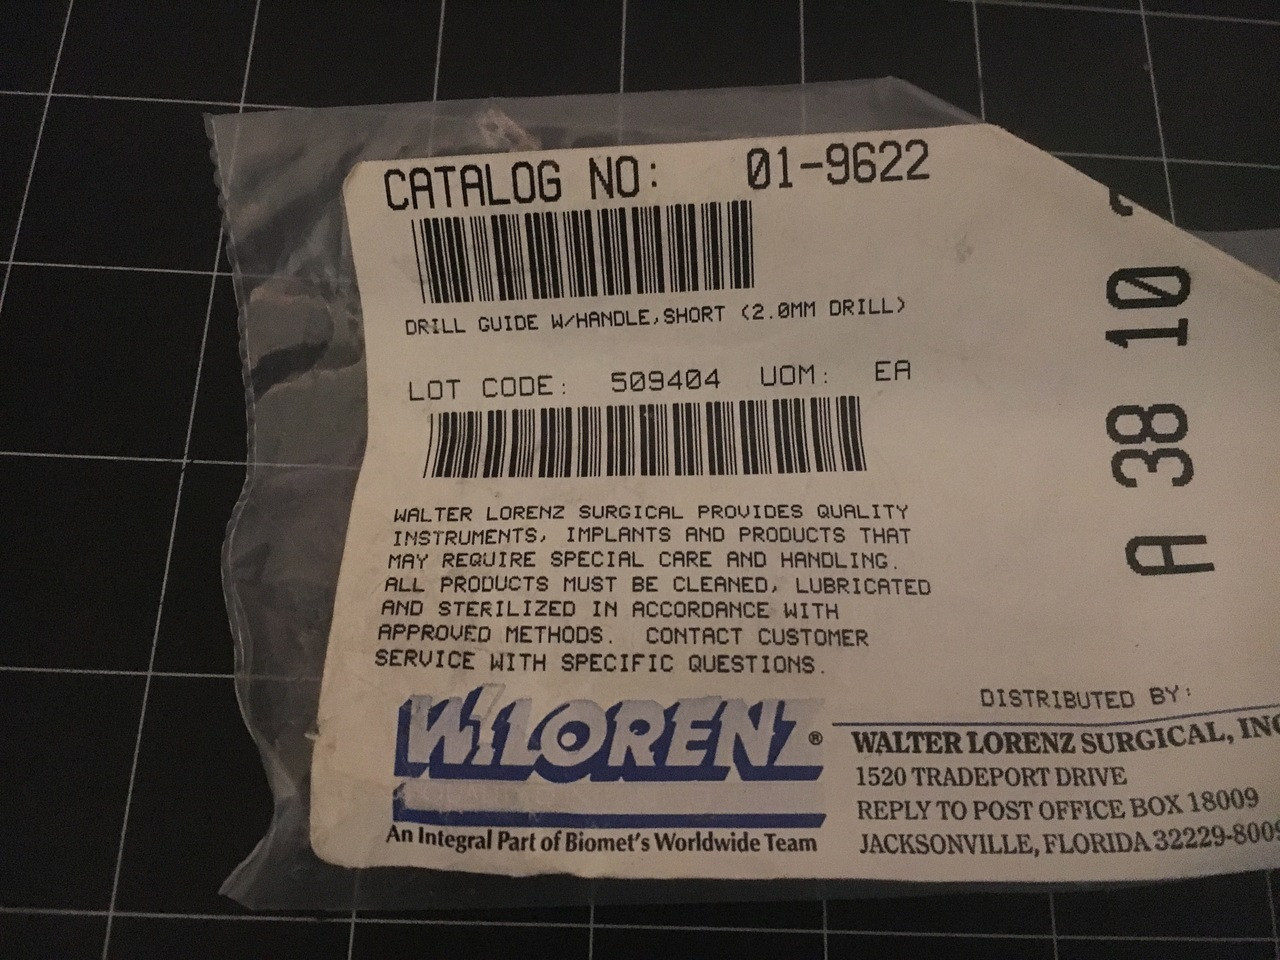 CATALOG NO: 01-9622
DRILL GUIDE W/HANDLE,SHORT (2.0MM DRILL)
LOT CODE: 509404 UOM: EA
WALTER LORENZ SURGICAL PROVIDES QUALITY
INSTRUMENTS, IMPLANTS AND PRODUCTS THAT
MAY REQUIRE SPECIAL CARE AND HANDLING.
ALL PRODUCTS MUST BE CLEANED, LUBRICATED
AND STERILIZED IN ACCORDANCE WITH
APPROVED METHODS. CONTACT CUSTOMER
SERVICE WITH SPECIFIC QUESTIONS.
W.LORENZ®
An Integral Part of Biomet's Worldwide Team
A 38 10
DISTRIBUTED BY:
WALTER LORENZ SURGICAL, INC
1520 TRADEPORT DRIVE
REPLY TO POST OFFICE BOX 18009
JACKSONVILLE, FLORIDA 32229-8009